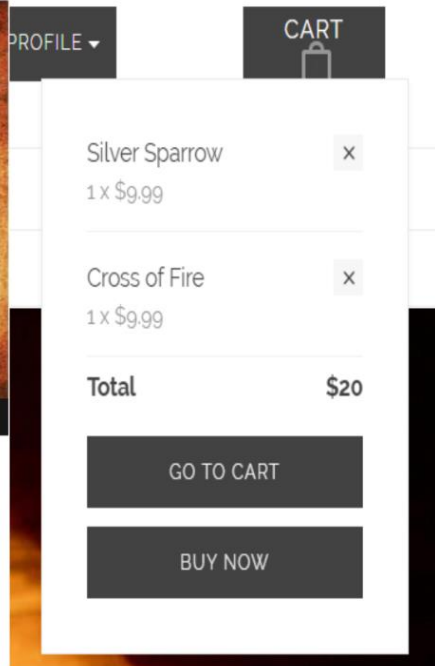 PROFILE
CART
Silver Sparrow
1 x $9.99
Cross of Fire
1 x $9.99
Total $20
GO TO CART
BUY NOW